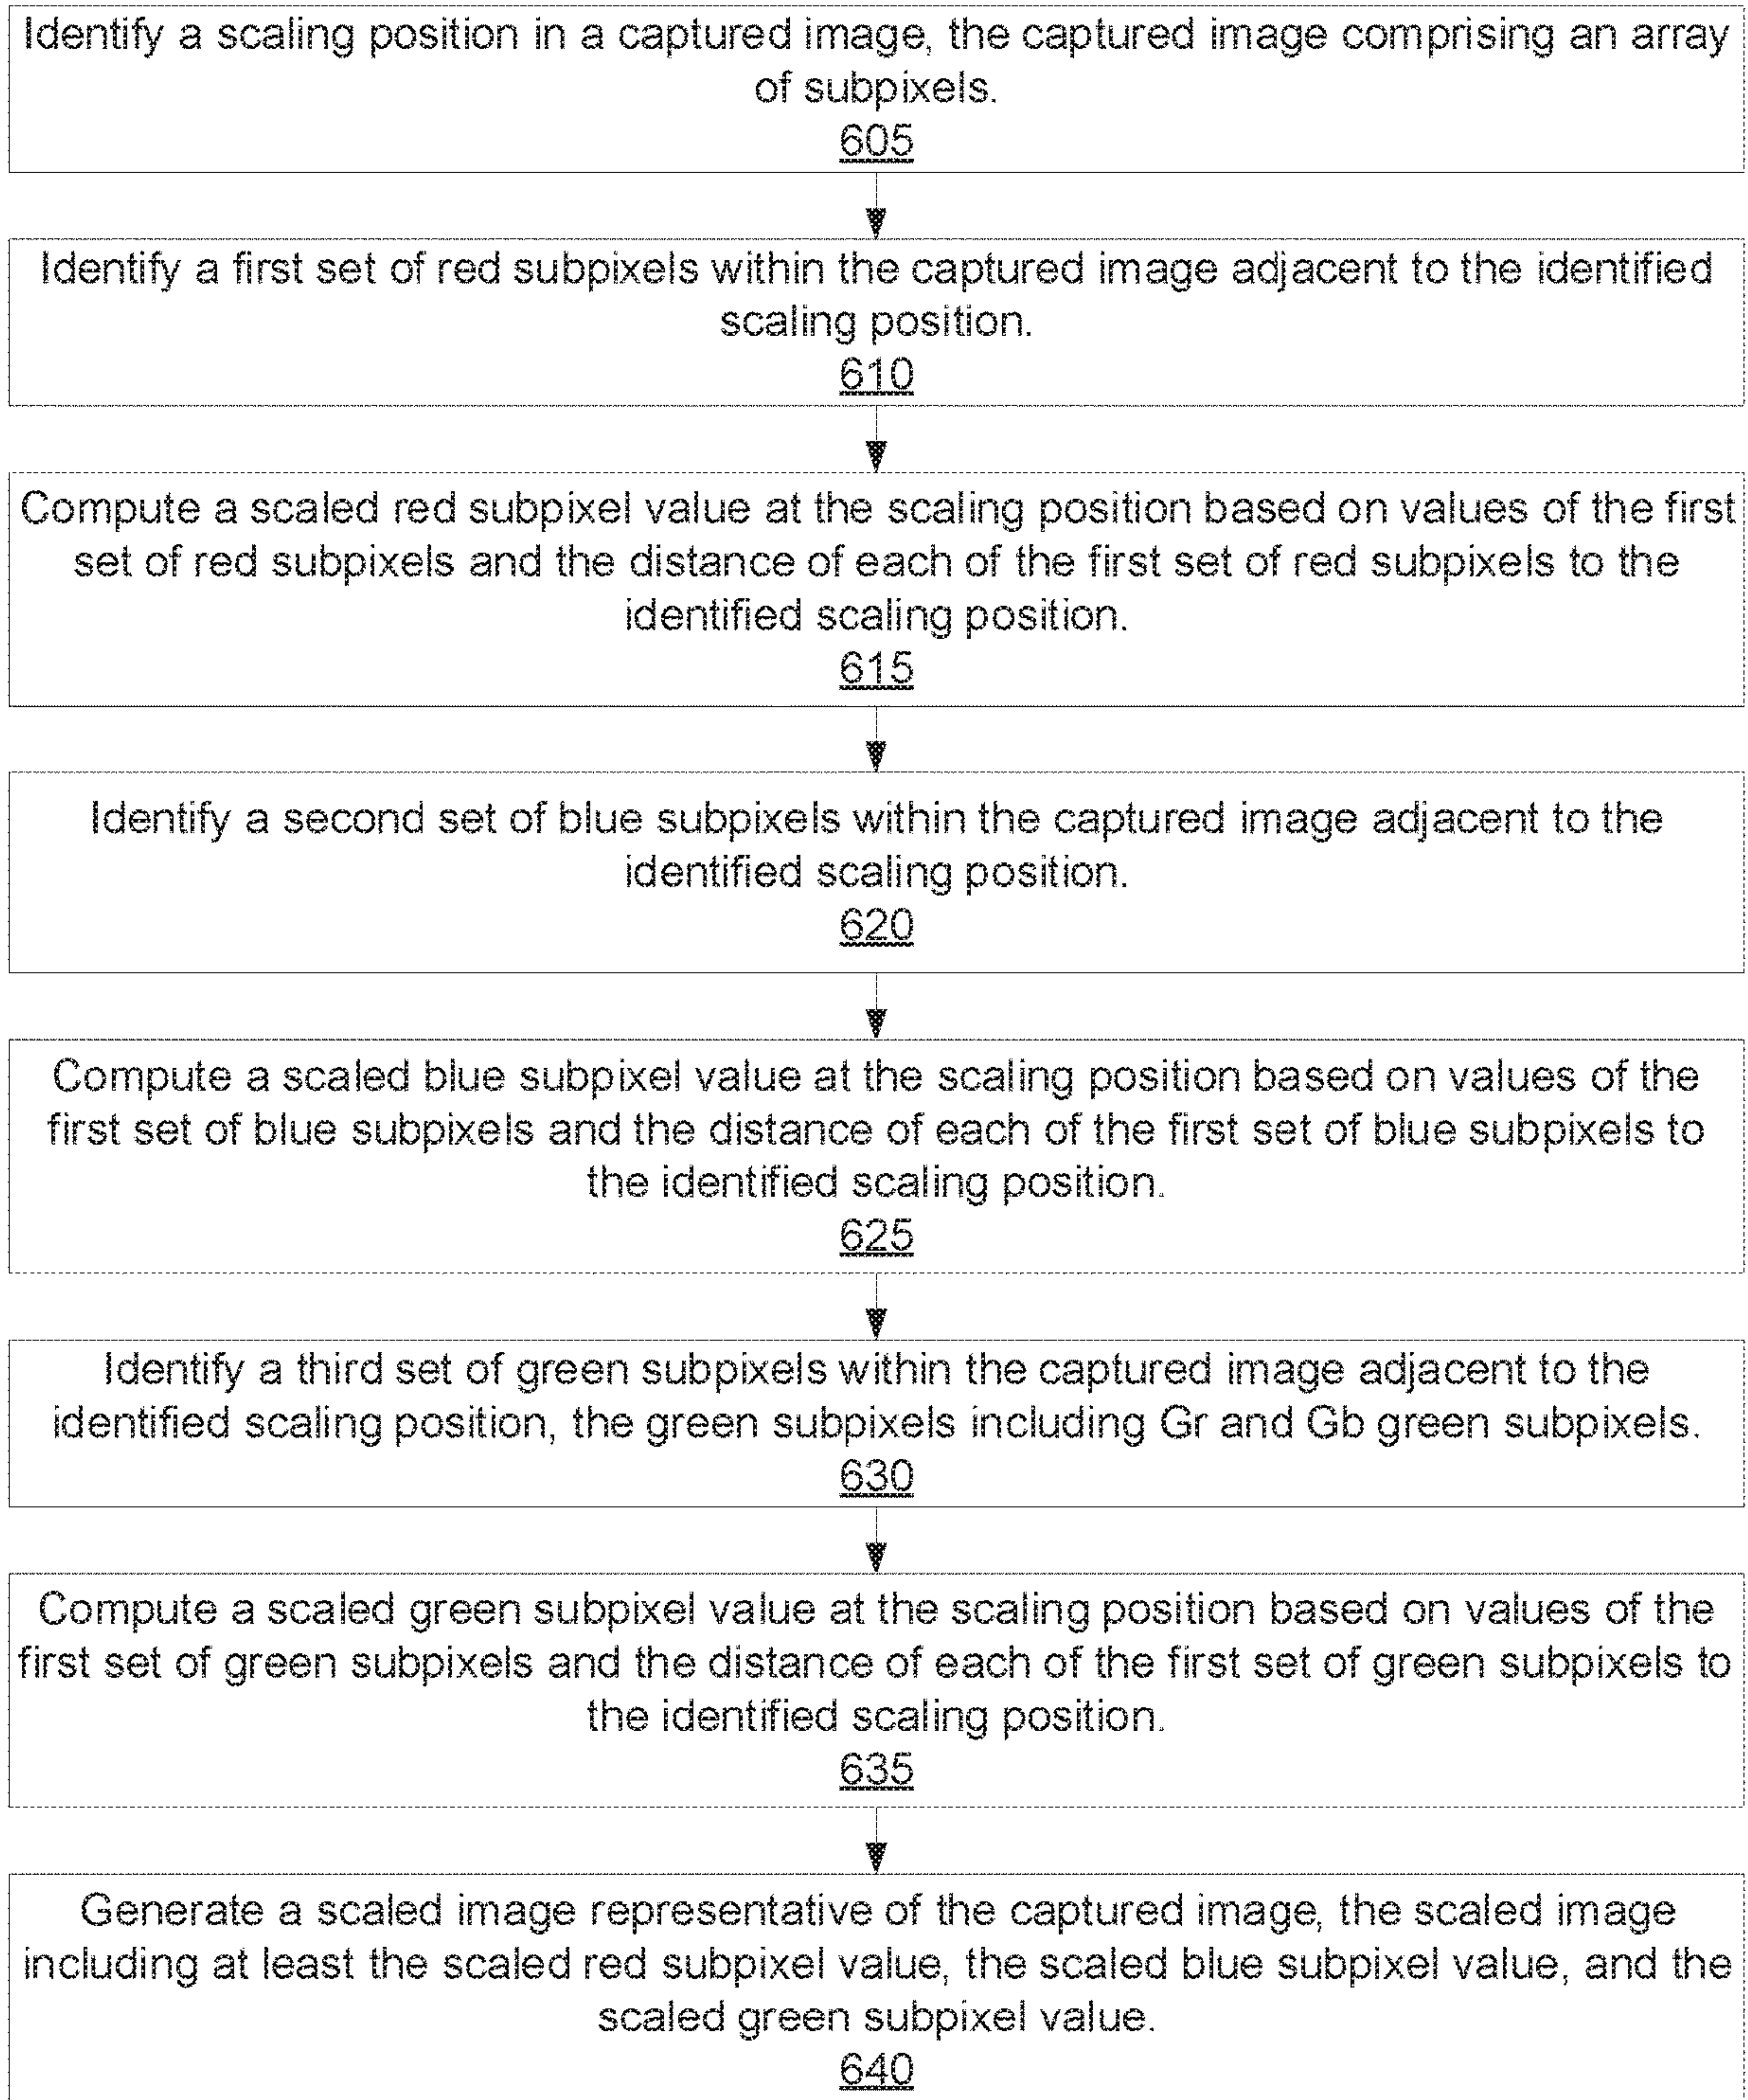 Identify a scaling position in a captured image, the captured image comprising an array
of subpixels.
605
Identify a first set of red subpixels within the captured image adjacent to the identified
scaling position.
610
Compute a scaled red subpixel value at the scaling position based on values of the first
set of red subpixels and the distance of each of the first set of red subpixels to the
identified scaling position.
615
Identify a second set of blue subpixels within the captured image adjacent to the
identified scaling position.
620
Compute a scaled blue subpixel value at the scaling position based on values of the
first set of blue subpixels and the distance of each of the first set of blue subpixels to
the identified scaling position.
625
Identify a third set of green subpixels within the captured image adjacent to the
identified scaling position, the green subpixels including Gr and Gb green subpixels.
630
Compute a scaled green subpixel value at the scaling position based on values of the
first set of green subpixels and the distance of each of the first set of green subpixels to
the identified scaling position.
635
Generate a scaled image representative of the captured image, the scaled image
including at least the scaled red subpixel value, the scaled blue subpixel value, and the
scaled green subpixel value.
640